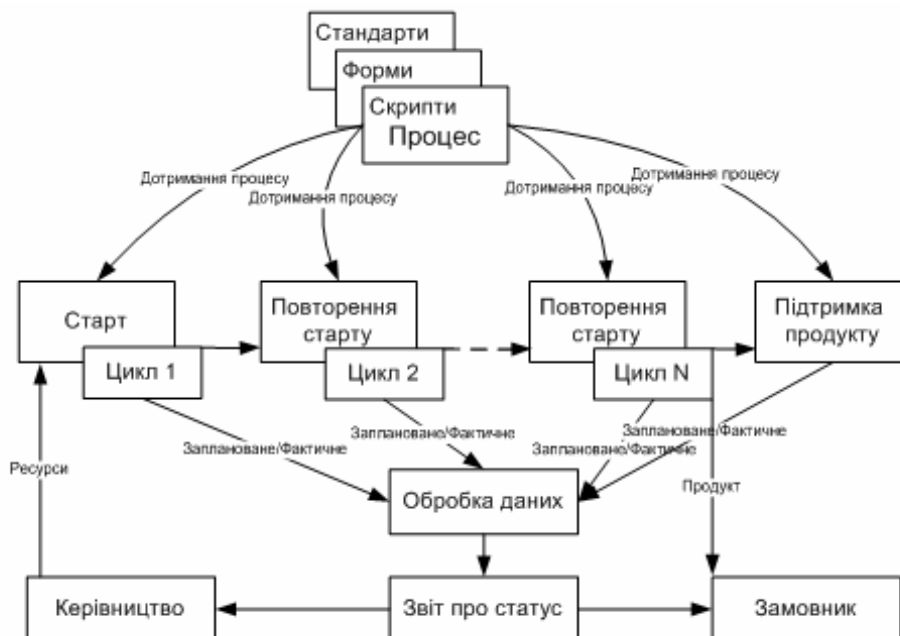 Стандарти
Форми
Скрипти
Процес
Дотримання процесу
Дотримання процесу
Дотримання процесу
Дотримання процесу
Старт
Цикл 1
Повторення
старту
Цикл 2
Повторення
старту
Цикл N
Підтримка
продукту
Заплановане/Фактичне
Заплановане/Фактичне
Заплановане/Фактичне
Заплановане/Фактичне
Ресурси
Обробка даних
Продукт
Керівництво
Звіт про статус
Замовник